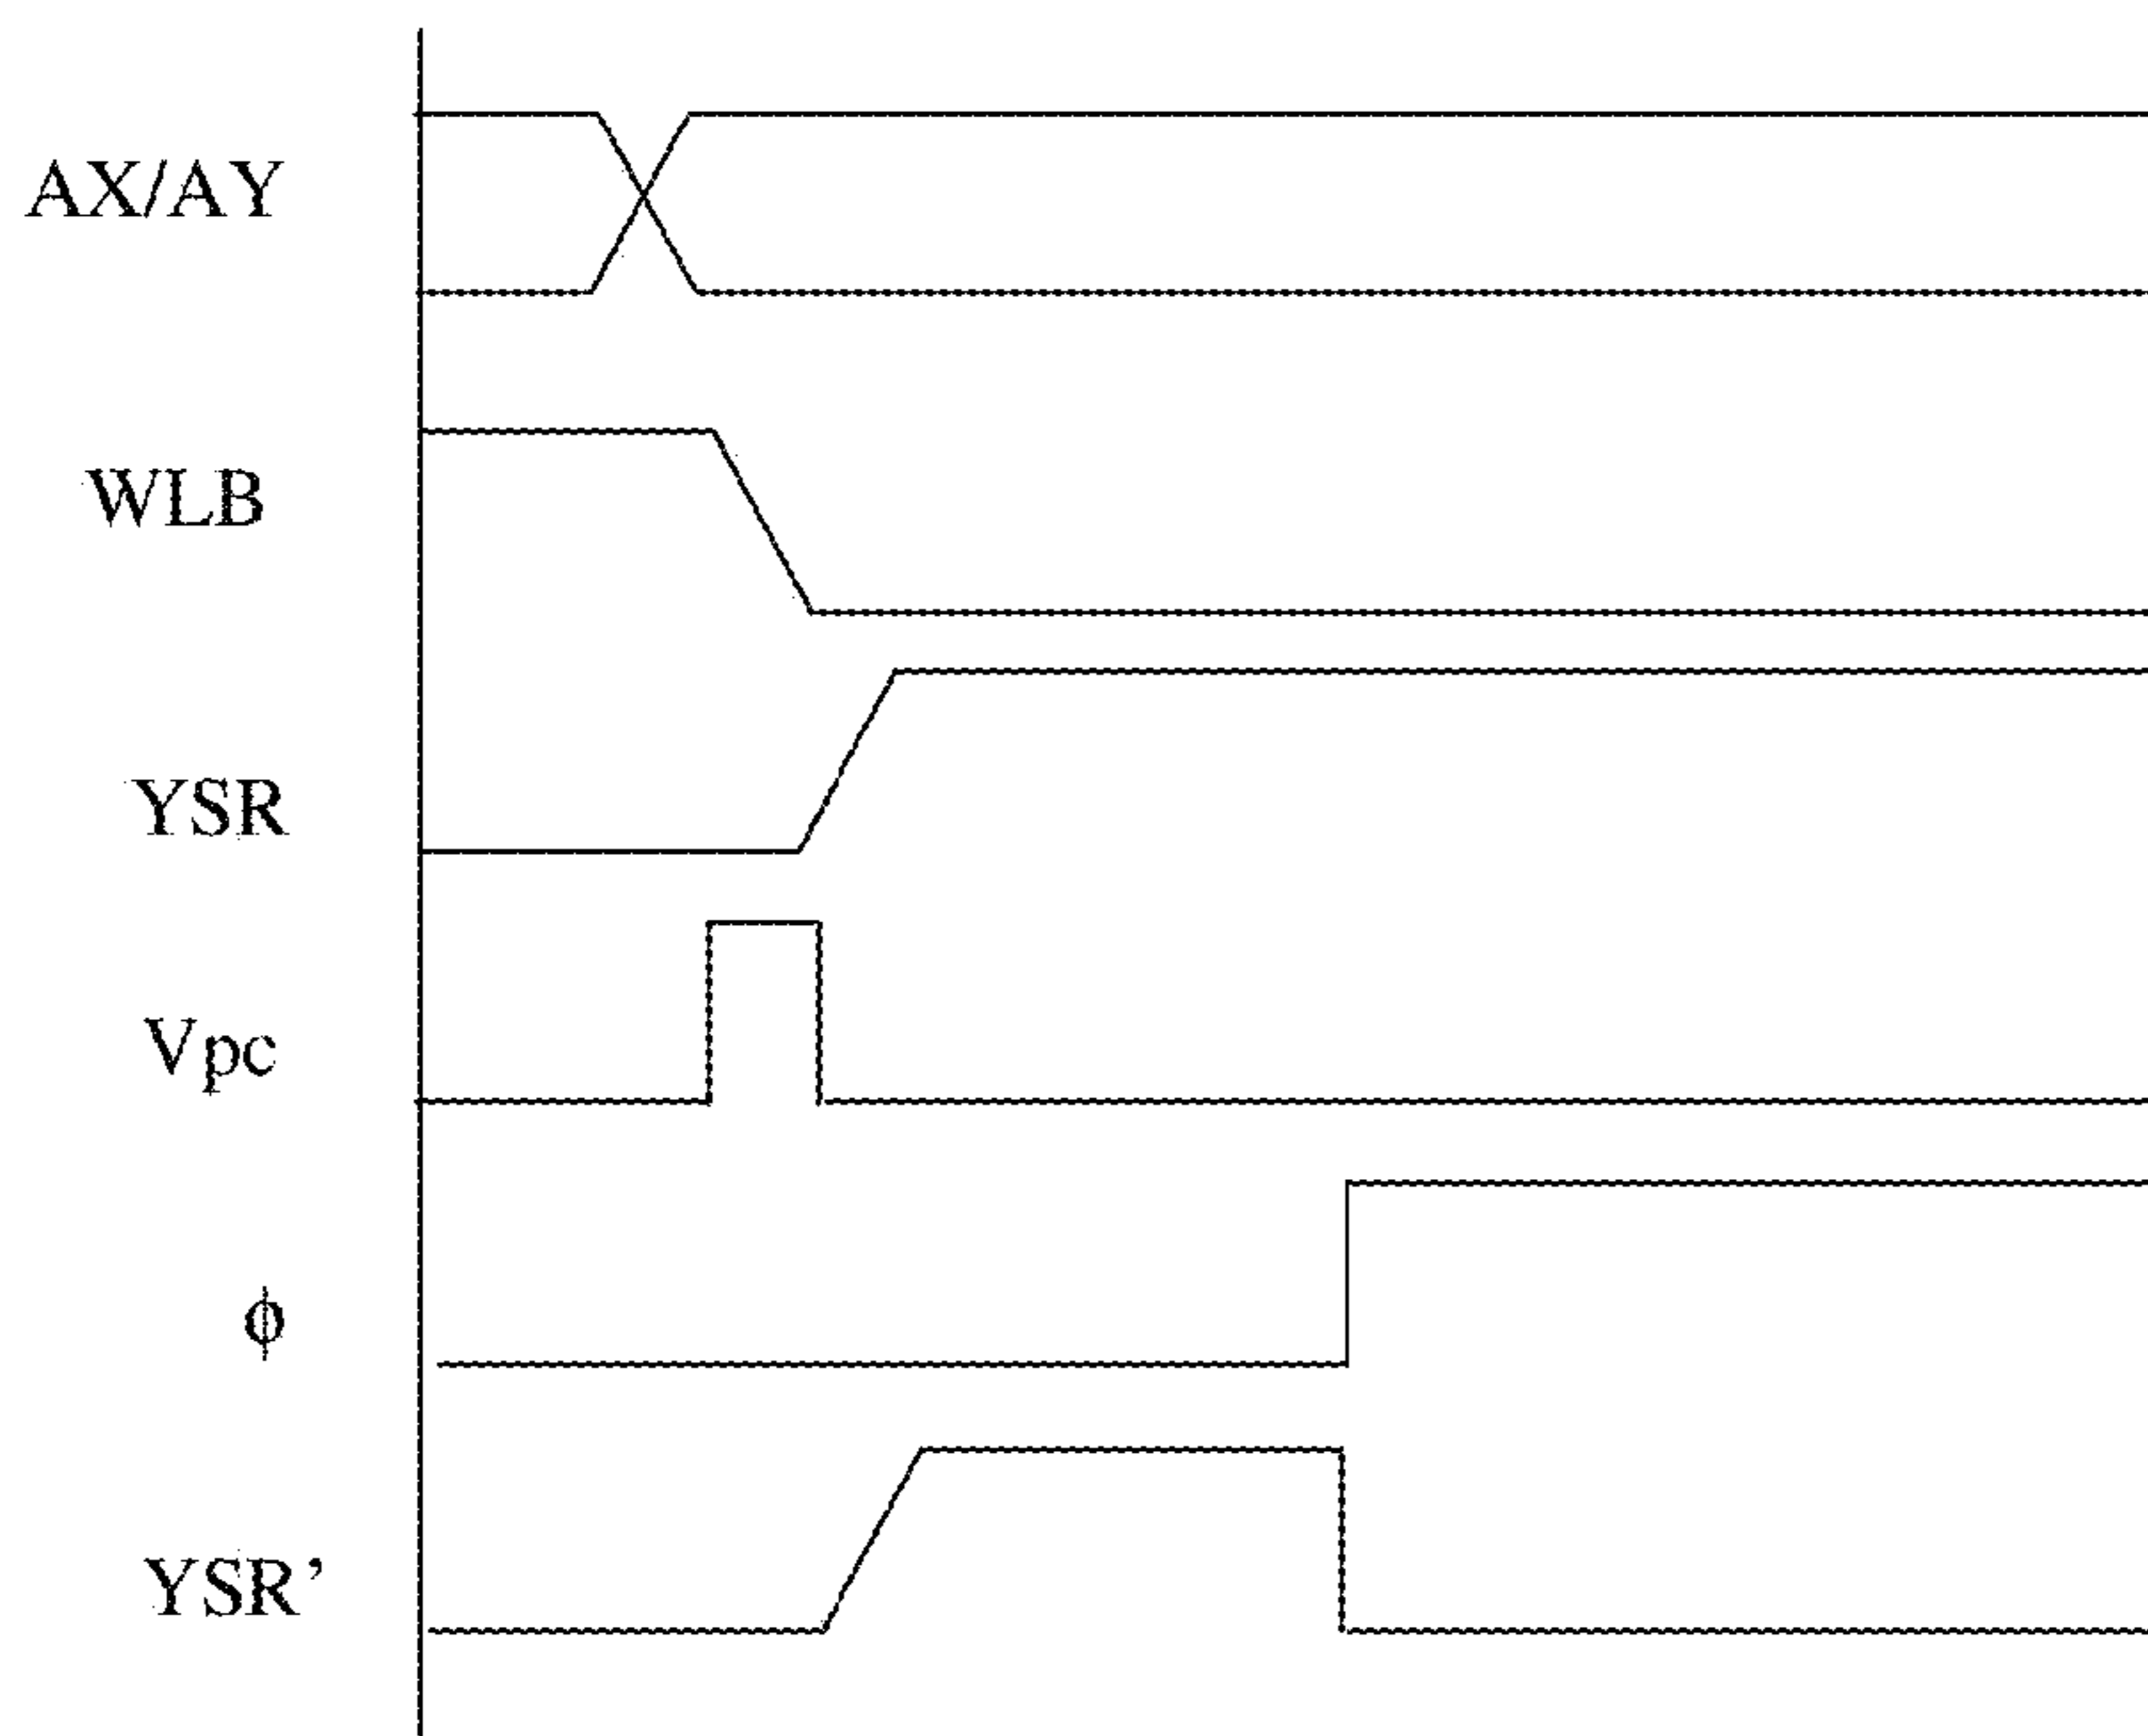 AX/AY
WLB
YSR
Vpc
ϕ
YSR’